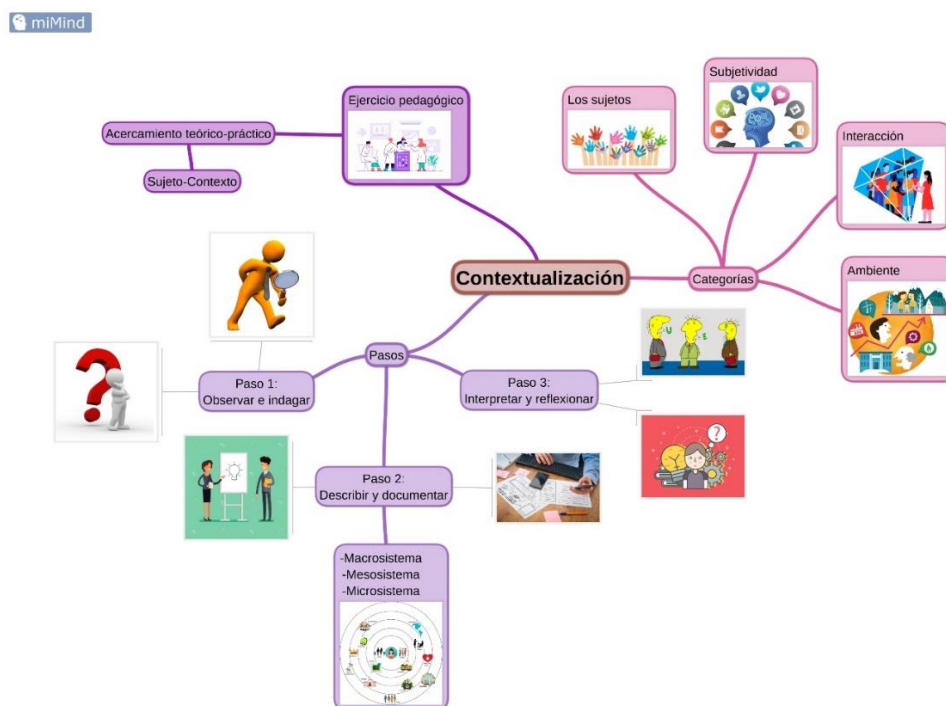 miMind
Ejercicio pedagógico
Acercamiento teórico-práctico
Sujeto-Contexto
Los sujetos
Subjetividad
Interacción
Ambiente
Contextualización
Categorías
Pasos
Paso 1:
Observar e indagar
Paso 2:
Describir y documentar
Paso 3:
Interpretar y reflexionar
-Macrosistema
-Mesosistema
-Microsistema